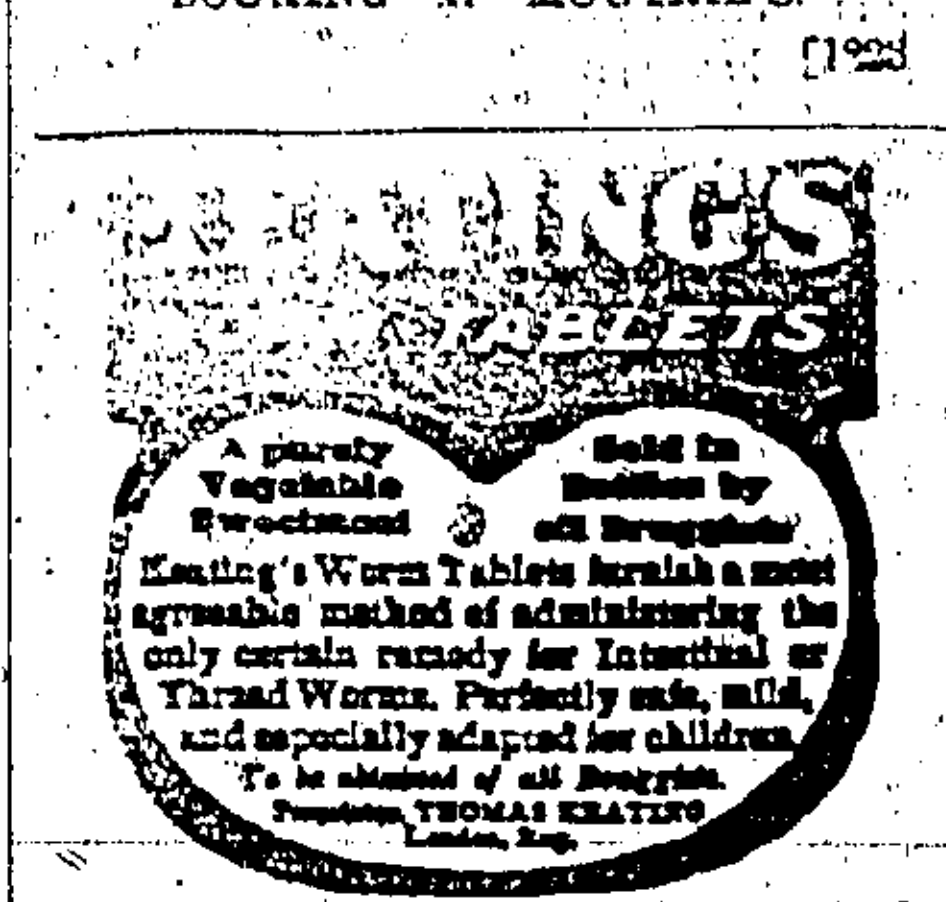 TABLETS
A purely
Vegetable
Sweetmeat
Sold in
Bottles by
all Druggists
Keating's Worm Tablets furnish a most
agreeable method of administering the
only certain remedy for Intestinal or
Thread Worms. Perfectly safe, mild,
and especially adapted for children.
To be obtained of all Druggists.
Proprietor, THOMAS KEATING
London, Eng.